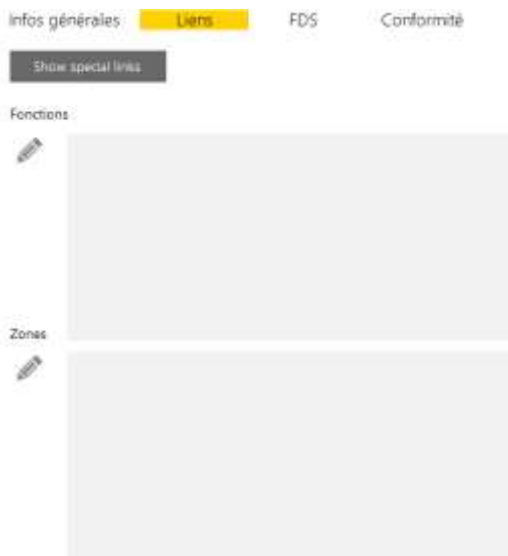 Infos générales Liens FDS Conformité
Show special links
Fonctions
Zones